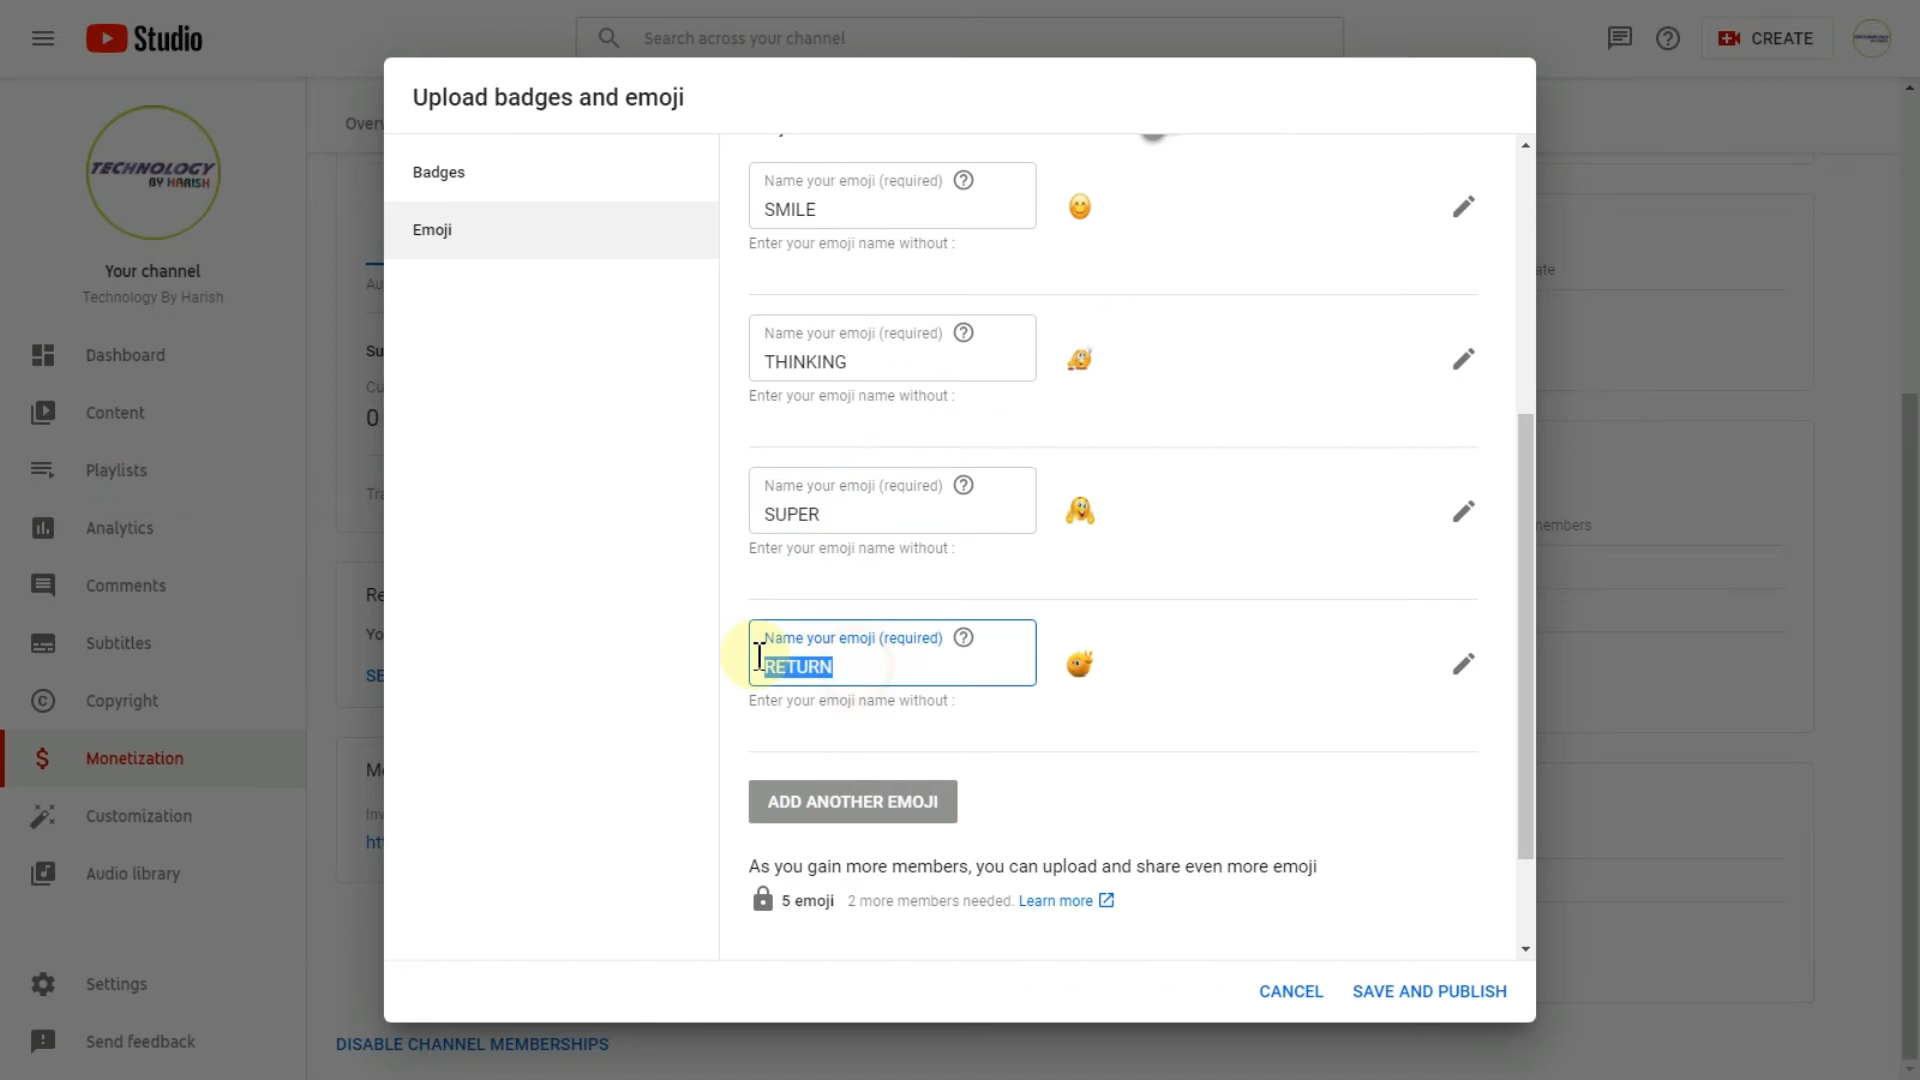 Studio
Search across your channel
CREATE
Upload badges and emoji
TECHNOLOGY
BY HARISH
Your channel
Technology By Harish
Dashboard
Content
Playlists
Analytics
Comments
Subtitles
Copyright
Monetization
Customization
Audio library
Settings
Send feedback
Badges
Emoji
Name your emoji (required)
SMILE
Enter your emoji name without :
Name your emoji (required)
THINKING
Enter your emoji name without :
Name your emoji (required)
SUPER
Enter your emoji name without :
Name your emoji (required)
RETURN
Enter your emoji name without :
ADD ANOTHER EMOJI
As you gain more members, you can upload and share even more emoji
5 emoji 2 more members needed. Learn more
CANCEL SAVE AND PUBLISH
0
DISABLE CHANNEL MEMBERSHIPS